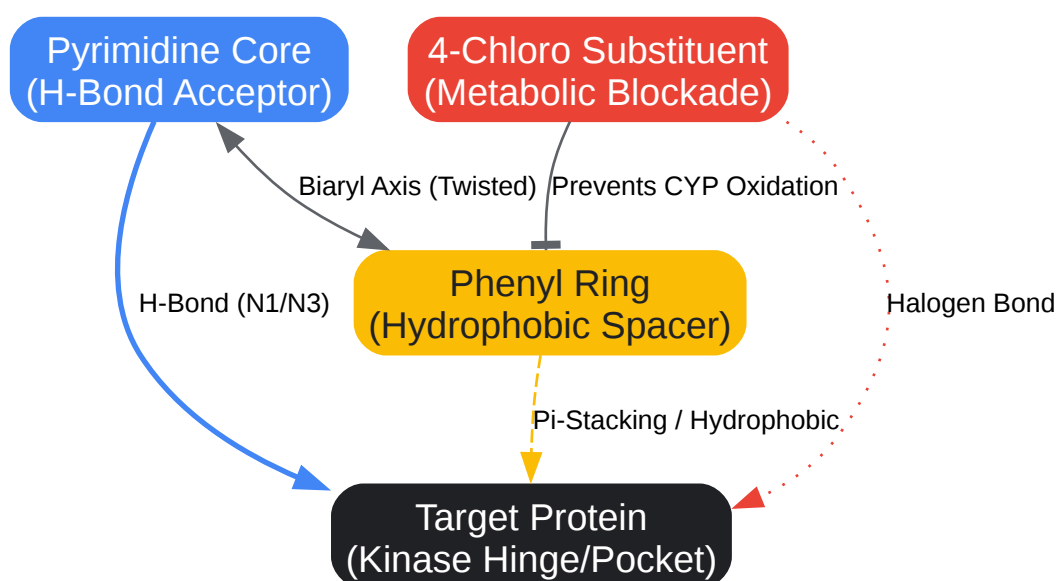 Pyrimidine Core
(H-Bond Acceptor)
4-Chloro Substituent
(Metabolic Blockade)
Biaryl Axis (Twisted)
Prevents CYP Oxidation
Phenyl Ring
(Hydrophobic Spacer)
H-Bond (N1/N3)
Halogen Bond
Pi-Stacking / Hydrophobic
Target Protein
(Kinase Hinge/Pocket)